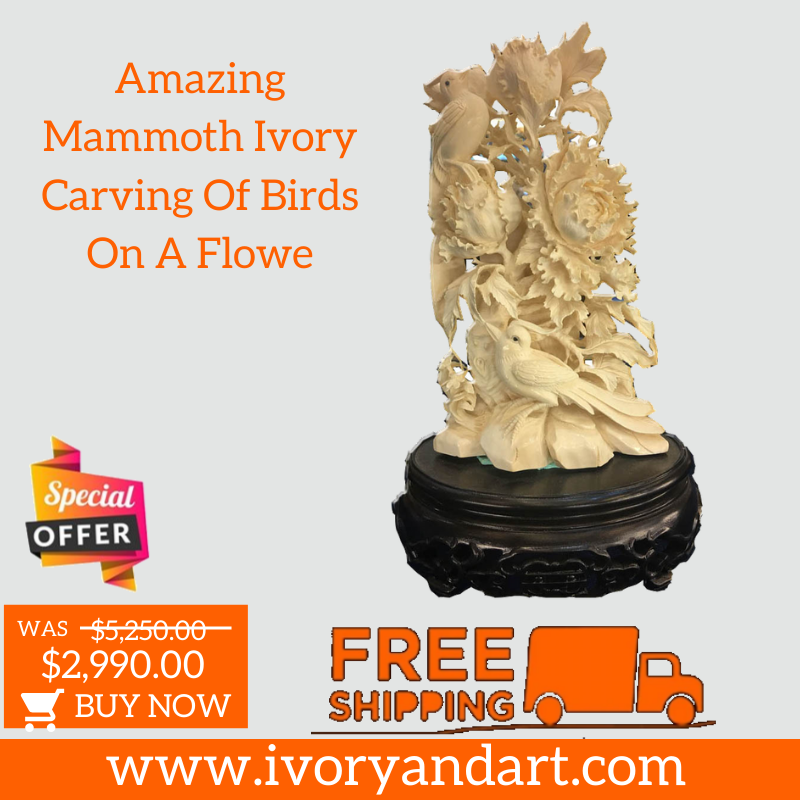 Amazing
Mammoth Ivory
Carving Of Birds
On A Flowe
Special
OFFER
WAS $5,250.00
$2,990.00
BUY NOW
FREE
SHIPPING
www.ivoryandart.com